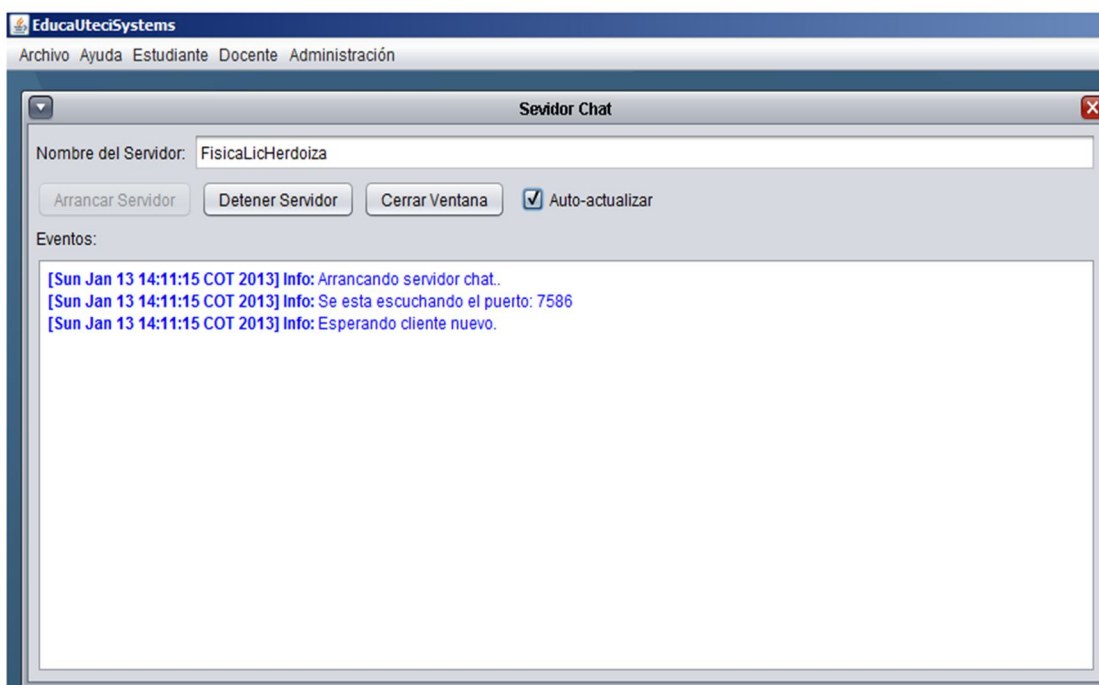 EducaUteciSystems
Archivo Ayuda Estudiante Docente Administración
Sevidor Chat
Nombre del Servidor: FisicaLicHerdoiza
Arrancar Servidor Detener Servidor Cerrar Ventana Auto-actualizar
Eventos:
[Sun Jan 13 14:11:15 COT 2013] Info: Arrancando servidor chat..
[Sun Jan 13 14:11:15 COT 2013] Info: Se esta escuchando el puerto: 7586
[Sun Jan 13 14:11:15 COT 2013] Info: Esperando cliente nuevo.